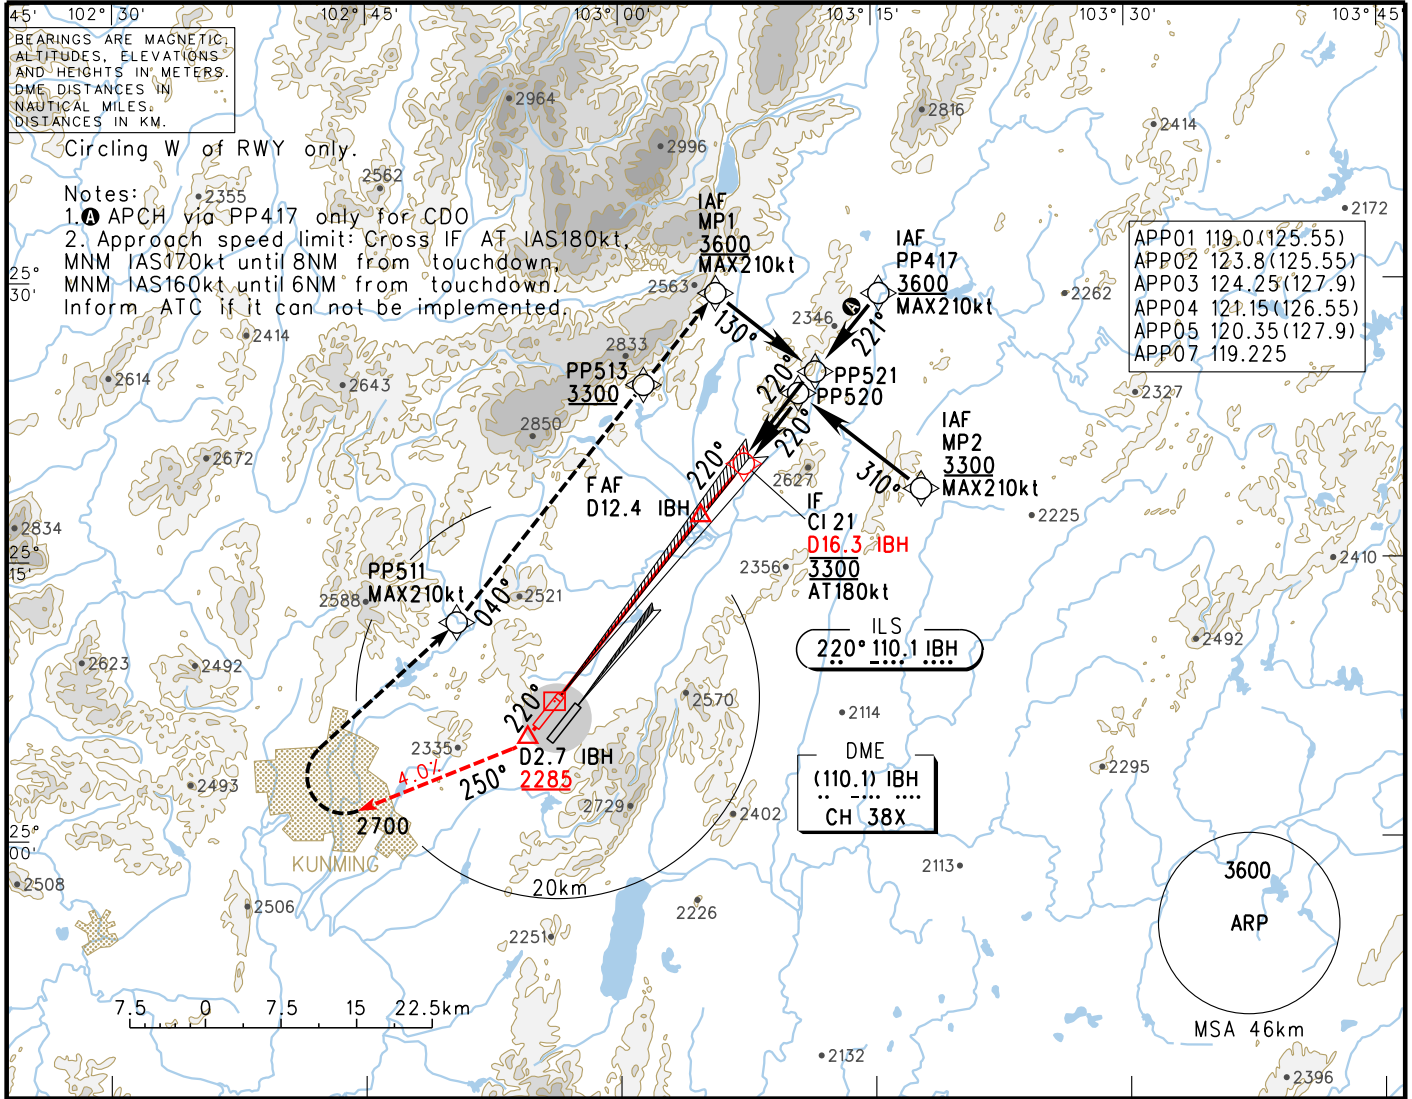 45'
102° 30'
102° 45'
103° 00'
103° 15'
103° 30'
103° 45'
BEARINGS ARE MAGNETIC,
ALTITUDES, ELEVATIONS
AND HEIGHTS IN METERS.
DME DISTANCES IN
NAUTICAL MILES.
DISTANCES IN KM.
Circling W of RWY only.
Notes:
1. A APCH via PP417 only for CDO
2. Approach speed limit: Cross IF AT IAS180kt,
MNM IAS170kt until 8NM from touchdown,
MNM IAS160kt until 6NM from touchdown.
Inform ATC if it can not be implemented.
2964
2996
2562
2355
2816
2414
2172
IAF
MP1
3600
MAX210kt
2563
IAF
PP417
3600
MAX210kt
A
APP01 119.0(125.55)
APP02 123.8(125.55)
APP03 124.25(127.9)
APP04 121.15(126.55)
APP05 120.35(127.9)
APP07 119.225
25°
30'
2262
2414
2346
130°
221°
2833
2614
2643
PP513
3300
220°
PP521
PP520
2327
2850
220°
IAF
MP2
3300
MAX210kt
310°
2672
220°
2627
FAF
D12.4 IBH
IF
CI 21
D16.3 IBH
3300
AT180kt
2225
2834
25°
15'
2410
2356
PP511
MAX210kt
2588
040°
2521
ILS
220° 110.1 IBH
2492
2623
2492
2570
220°
2114
2335
D2.7 IBH
2285
4.0%
250°
DME
(110.1) IBH
CH 38X
2295
2493
2729
2402
2700
25°
00'
KUNMING
2113
20km
2508
2506
2226
2251
3600
ARP
MSA 46km
7.5 0 7.5 15 22.5km
2132
2396